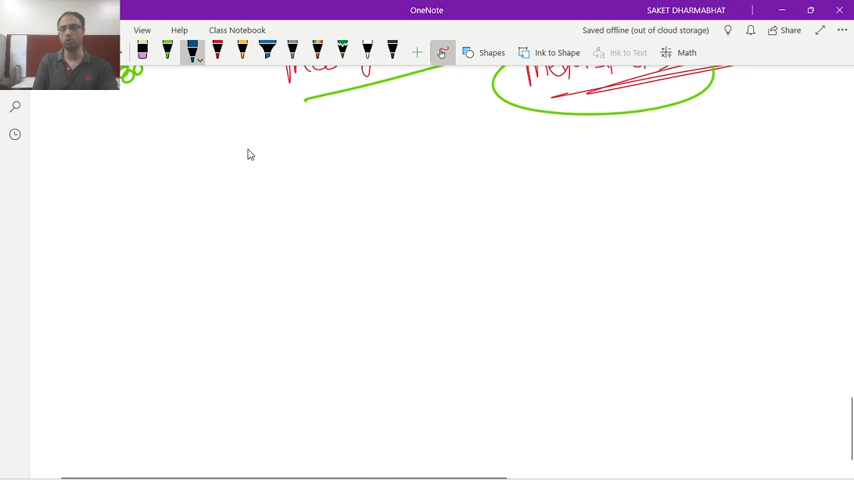 OneNote
SAKET DHARMABHAT
View Help Class Notebook
Saved offline (out of cloud storage) Share
Shapes Ink to Shape Ink to Text Math